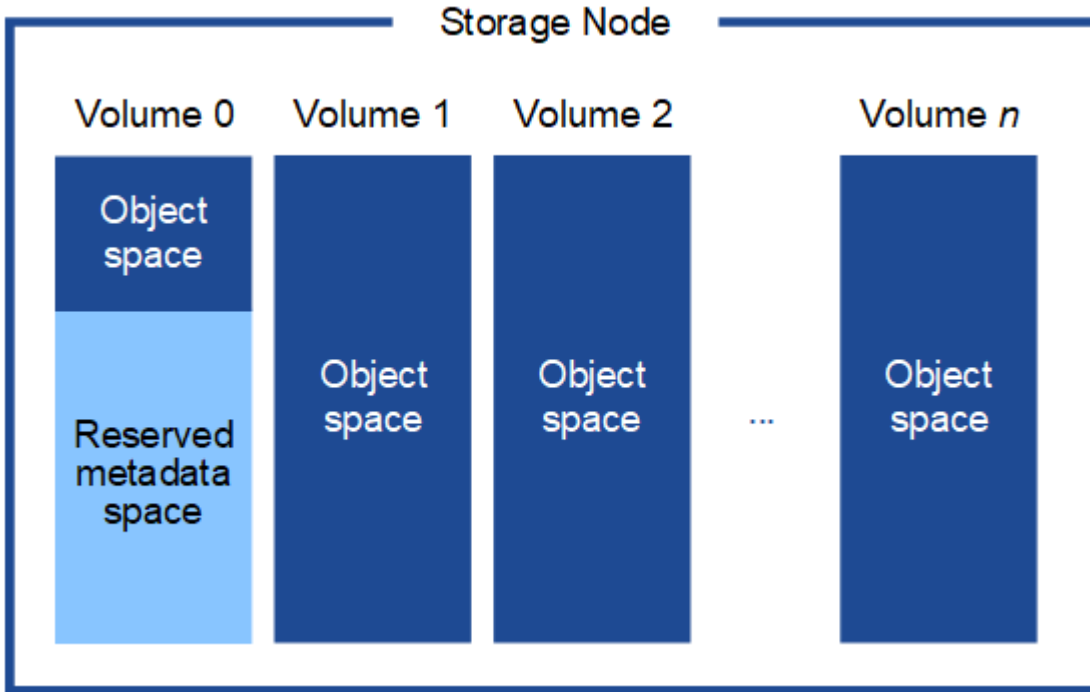 Storage Node
Volume 0
Volume 1
Volume 2
Volume n
Object
space
Reserved
metadata
space
Object
space
Object
space
...
Object
space